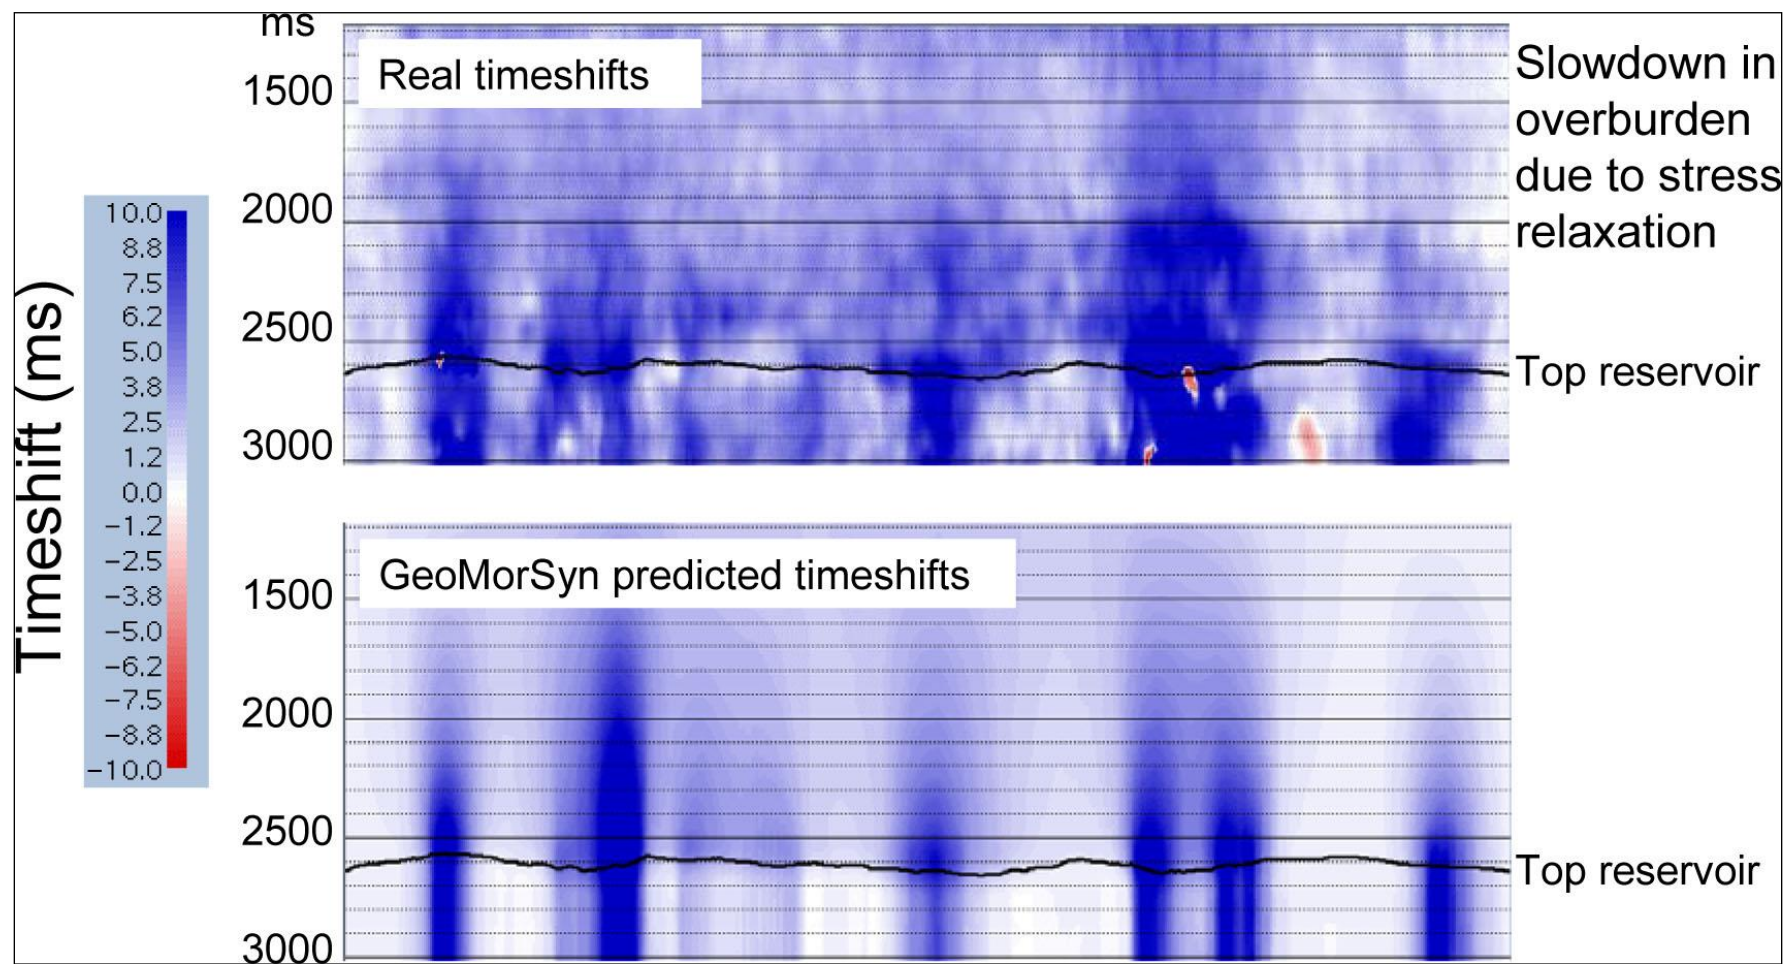 ms
Real timeshifts
1500
2000
2500
3000
Slowdown in
overburden
due to stress
relaxation
Top reservoir
Timeshift (ms)
10.0
8.8
7.5
6.2
5.0
3.8
2.5
1.2
0.0
−1.2
−2.5
−3.8
−5.0
−6.2
−7.5
−8.8
−10.0
GeoMorSyn predicted timeshifts
1500
2000
2500
3000
Top reservoir